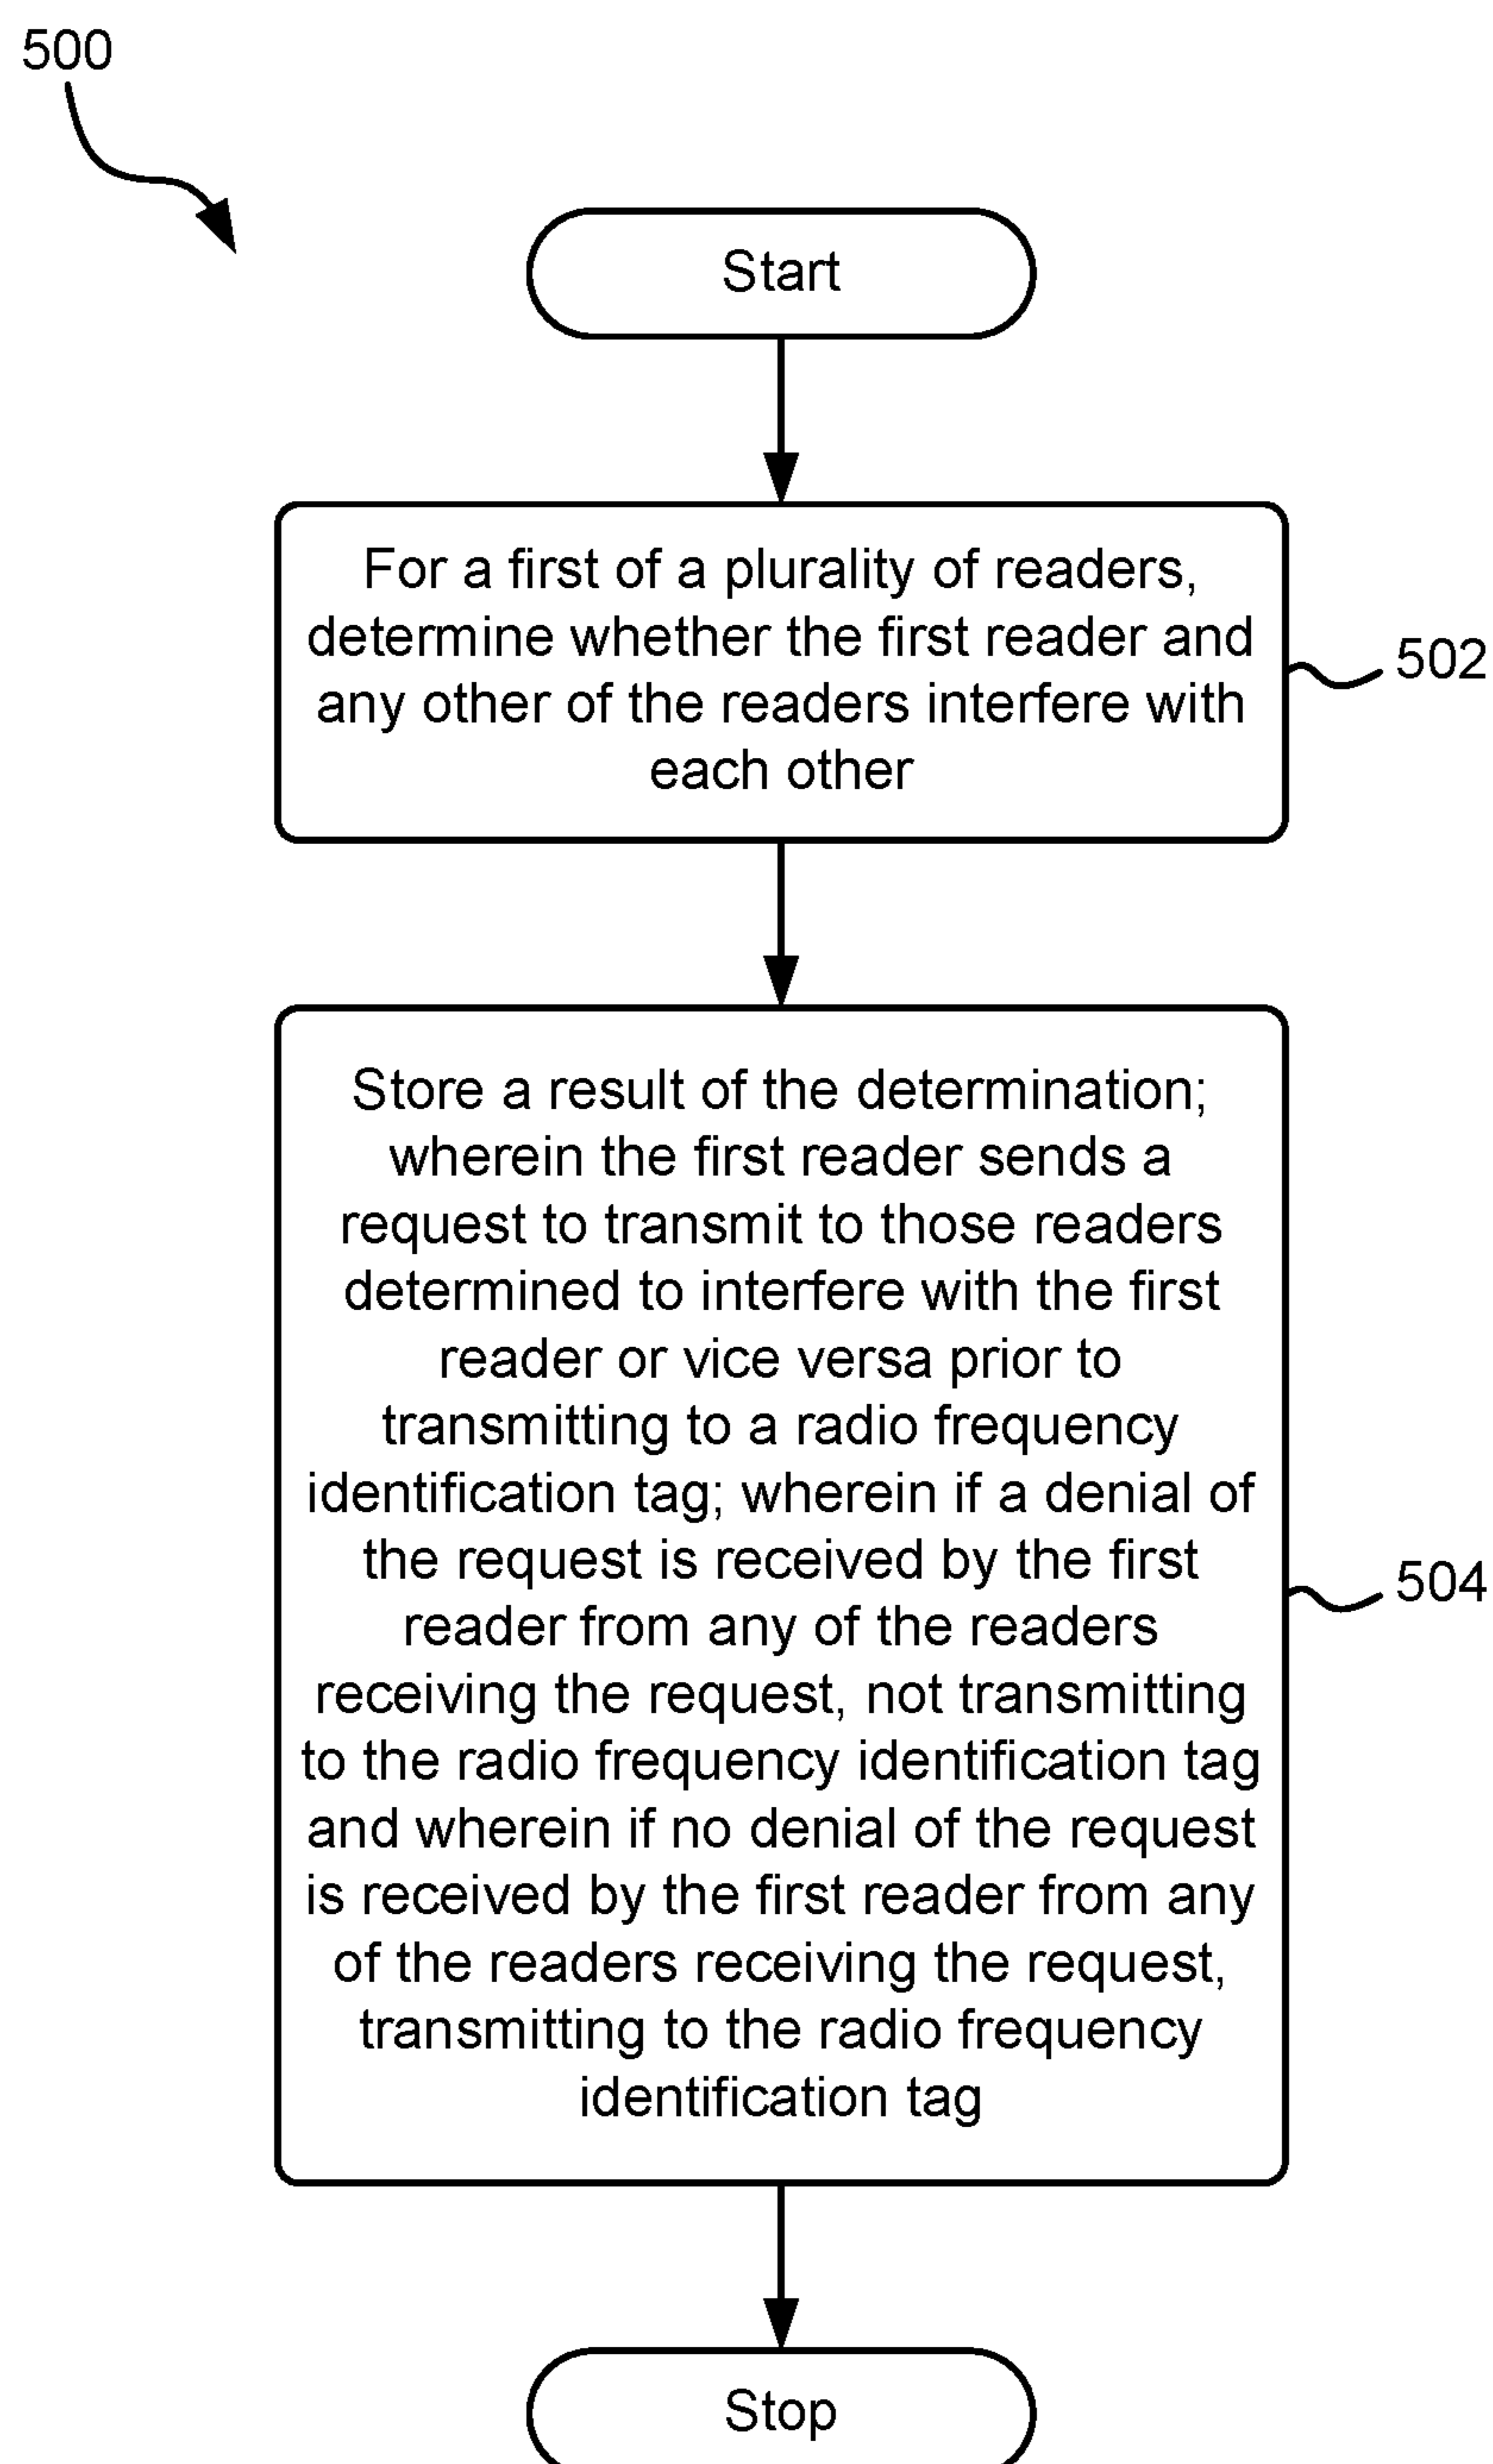 500
Start
For a first of a plurality of readers,
determine whether the first reader and
any other of the readers interfere with
each other
502
Store a result of the determination;
wherein the first reader sends a
request to transmit to those readers
determined to interfere with the first
reader or vice versa prior to
transmitting to a radio frequency
identification tag; wherein if a denial of
the request is received by the first
reader from any of the readers
receiving the request, not transmitting
to the radio frequency identification tag
and wherein if no denial of the request
is received by the first reader from any
of the readers receiving the request,
transmitting to the radio frequency
identification tag
504
Stop